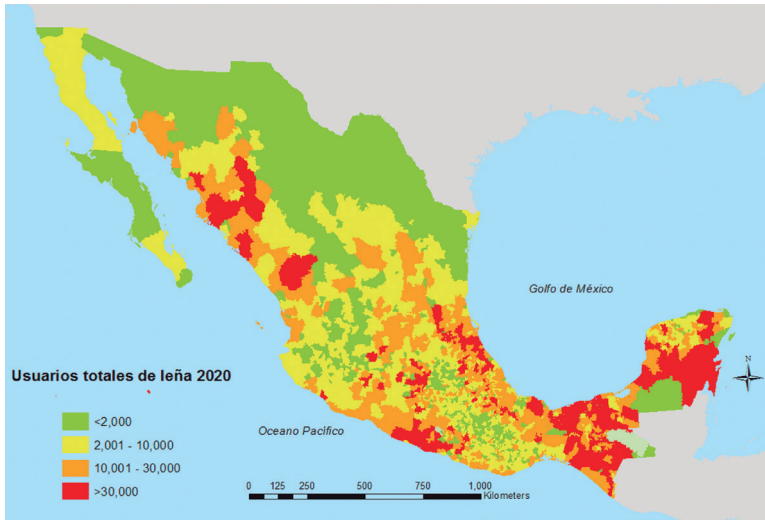 Golfo de México
N
Usuarios totales de leña 2020
<2,000
2,001 - 10,000
10,001 - 30,000
>30,000
Oceano Pacífico
0 125 250 500 750 1,000
Kilometers